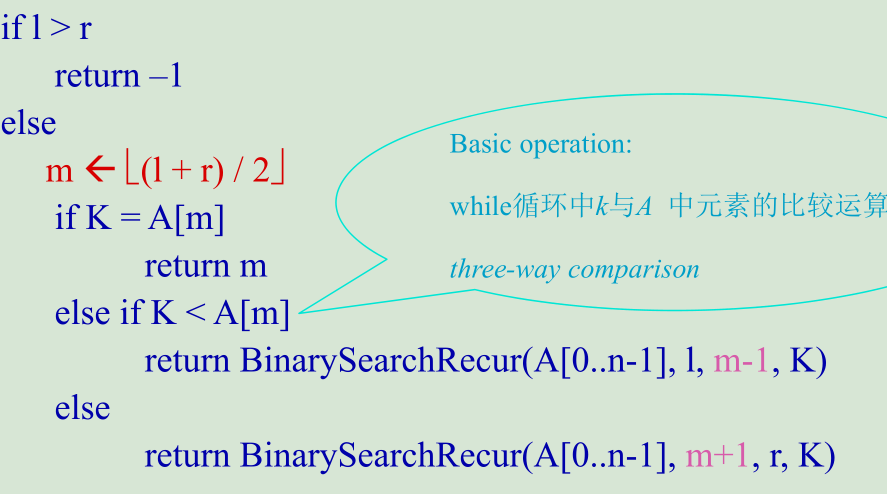 if l > r
return –1
else
m ← ⌊(l + r) / 2⌋
if K = A[m]
return m
else if K < A[m]
return BinarySearchRecur(A[0..n-1], l, m-1, K)
else
return BinarySearchRecur(A[0..n-1], m+1, r, K)
Basic operation:
while循环中k与A 中元素的比较运算
three-way comparison